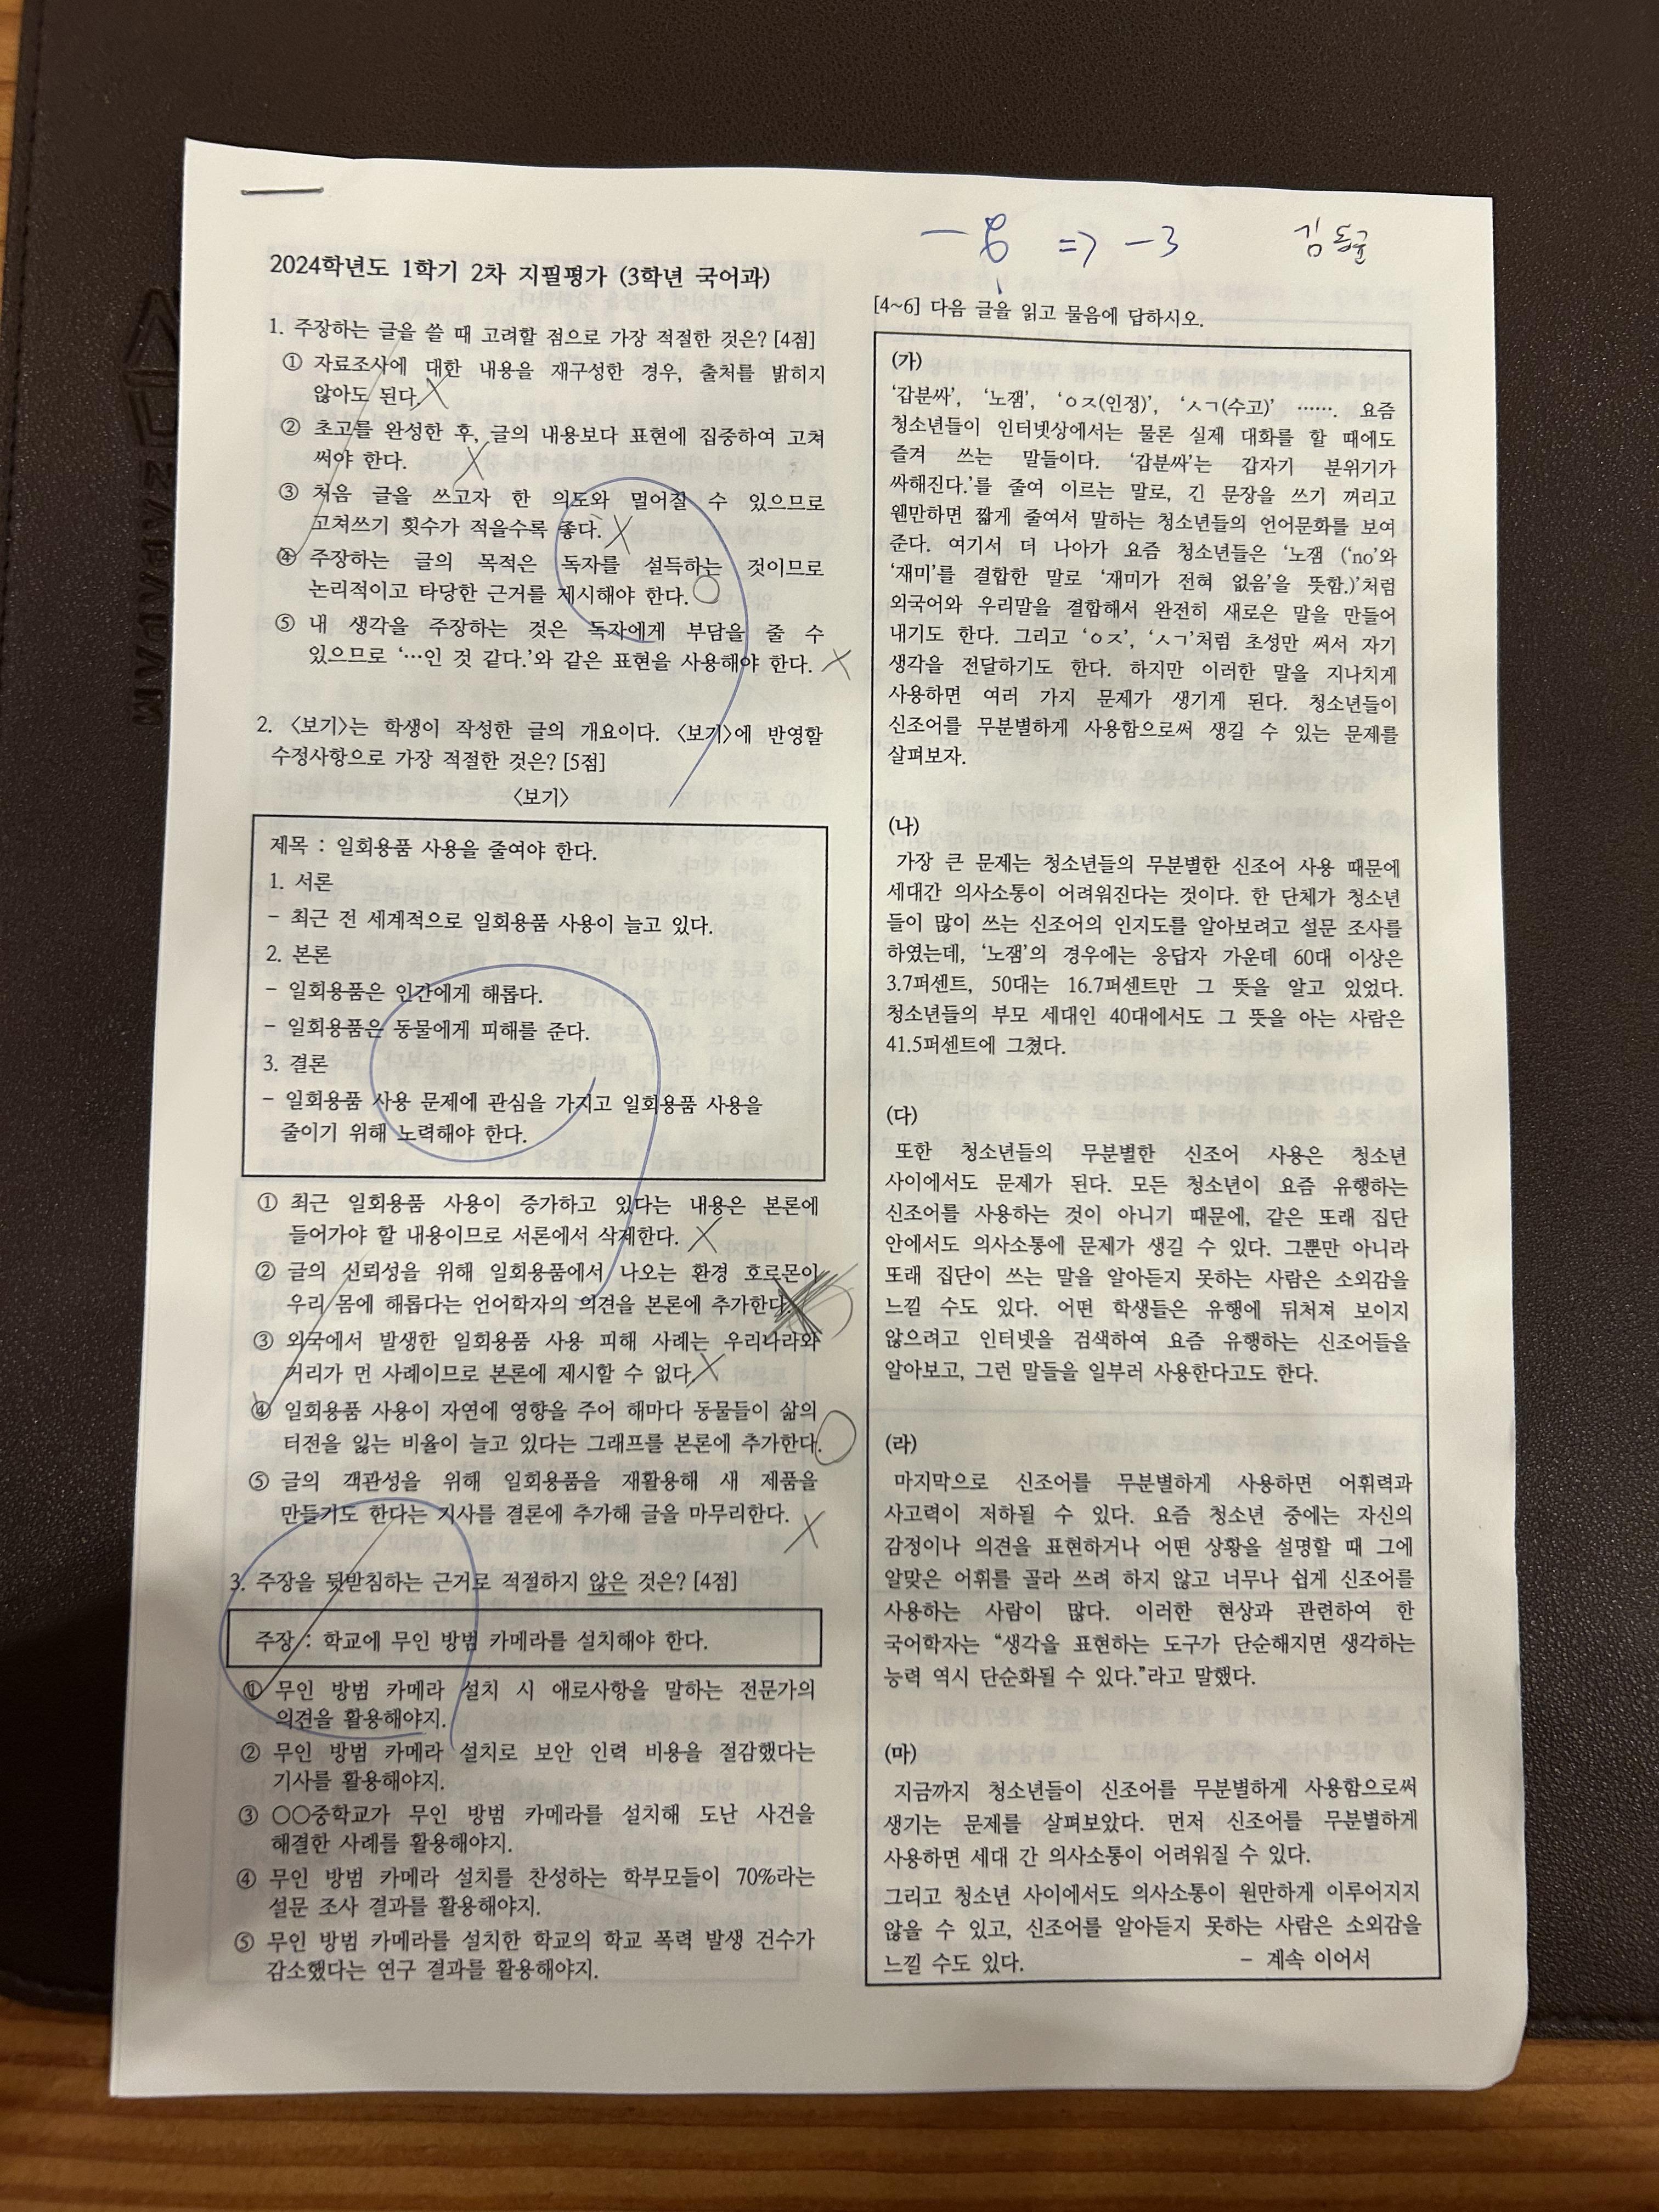 - => -3
2024학년도 1학기 2차 지필평가 (3학년 국어과)
1. 주장하는 글을 쓸 때 고려할 점으로 가장 적절한 것은? [4점]
① 자료조사에 대한 내용을 재구성한 경우, 출처를 밝히지
않아도 된다.
② 초고를 완성한 후, 글의 내용보다 표현에 집중하여 고쳐
써야 한다.
③ 처음 글을 쓰고자 한 의도와 멀어질 수 있으므로
고쳐쓰기 횟수가 적을수록 좋다.
④ 주장하는 글의 목적은 독자를 설득하는 것이므로
논리적이고 타당한 근거를 제시해야 한다.
⑤ 내 생각을 주장하는 것은 독자에게 부담을 줄 수
있으므로 ‘…인 것 같다.’와 같은 표현을 사용해야 한다.
2. <보기>는 학생이 작성한 글의 개요이다. <보기>에 반영할
수정사항으로 가장 적절한 것은? [5점]
<보기>
제목 : 일회용품 사용을 줄여야 한다.
1. 서론
- 최근 전 세계적으로 일회용품 사용이 늘고 있다.
2. 본론
- 일회용품은 인간에게 해롭다.
- 일회용품은 동물에게 피해를 준다.
3. 결론
- 일회용품 사용 문제에 관심을 가지고 일회용품 사용을
줄이기 위해 노력해야 한다.
① 최근 일회용품 사용이 증가하고 있다는 내용은 본론에
들어가야 할 내용이므로 서론에서 삭제한다.
② 글의 신뢰성을 위해 일회용품에서 나오는 환경 호르몬이
우리 몸에 해롭다는 언어학자의 의견을 본론에 추가한다.
③ 외국에서 발생한 일회용품 사용 피해 사례는 우리나라와
거리가 먼 사례이므로 본론에 제시할 수 없다.
④ 일회용품 사용이 자연에 영향을 주어 해마다 동물들이 삶의
터전을 잃는 비율이 늘고 있다는 그래프를 본론에 추가한다.
⑤ 글의 객관성을 위해 일회용품을 재활용해 새 제품을
만들기도 한다는 기사를 결론에 추가해 글을 마무리한다.
3. 주장을 뒷받침하는 근거로 적절하지 않은 것은? [4점]
주장 : 학교에 무인 방범 카메라를 설치해야 한다.
① 무인 방범 카메라 설치 시 애로사항을 말하는 전문가의
의견을 활용해야지.
② 무인 방범 카메라 설치로 보안 인력 비용을 절감했다는
기사를 활용해야지.
③ ○○중학교가 무인 방범 카메라를 설치해 도난 사건을
해결한 사례를 활용해야지.
④ 무인 방범 카메라 설치를 찬성하는 학부모들이 70%라는
설문 조사 결과를 활용해야지.
⑤ 무인 방범 카메라를 설치한 학교의 학교 폭력 발생 건수가
감소했다는 연구 결과를 활용해야지.
[4~6] 다음 글을 읽고 물음에 답하시오.
(가)
‘갑분싸’, ‘노잼’, ‘ㅇㅈ(인정)’, ‘ㅅㄱ(수고)’ ……. 요즘
청소년들이 인터넷상에서는 물론 실제 대화를 할 때에도
즐겨 쓰는 말들이다. ‘갑분싸’는 갑자기 분위기가
싸해진다.’를 줄여 이르는 말로, 긴 문장을 쓰기 꺼리고
웬만하면 짧게 줄여서 말하는 청소년들의 언어문화를 보여
준다. 여기서 더 나아가 요즘 청소년들은 ‘노잼 (‘no’와
‘재미’를 결합한 말로 ‘재미가 전혀 없음’을 뜻함.)’처럼
외국어와 우리말을 결합해서 완전히 새로운 말을 만들어
내기도 한다. 그리고 ‘ㅇㅈ’, ‘ㅅㄱ’처럼 초성만 써서 자기
생각을 전달하기도 한다. 하지만 이러한 말을 지나치게
사용하면 여러 가지 문제가 생기게 된다. 청소년들이
신조어를 무분별하게 사용함으로써 생길 수 있는 문제를
살펴보자.
(나)
가장 큰 문제는 청소년들의 무분별한 신조어 사용 때문에
세대간 의사소통이 어려워진다는 것이다. 한 단체가 청소년
들이 많이 쓰는 신조어의 인지도를 알아보려고 설문 조사를
하였는데, ‘노잼’의 경우에는 응답자 가운데 60대 이상은
3.7퍼센트, 50대는 16.7퍼센트만 그 뜻을 알고 있었다.
청소년들의 부모 세대인 40대에서도 그 뜻을 아는 사람은
41.5퍼센트에 그쳤다.
(다)
또한 청소년들의 무분별한 신조어 사용은 청소년
사이에서도 문제가 된다. 모든 청소년이 요즘 유행하는
신조어를 사용하는 것이 아니기 때문에, 같은 또래 집단
안에서도 의사소통에 문제가 생길 수 있다. 그뿐만 아니라
또래 집단이 쓰는 말을 알아듣지 못하는 사람은 소외감을
느낄 수도 있다. 어떤 학생들은 유행에 뒤처져 보이지
않으려고 인터넷을 검색하여 요즘 유행하는 신조어들을
알아보고, 그런 말들을 일부러 사용한다고도 한다.
(라)
마지막으로 신조어를 무분별하게 사용하면 어휘력과
사고력이 저하될 수 있다. 요즘 청소년 중에는 자신의
감정이나 의견을 표현하거나 어떤 상황을 설명할 때 그에
알맞은 어휘를 골라 쓰려 하지 않고 너무나 쉽게 신조어를
사용하는 사람이 많다. 이러한 현상과 관련하여 한
국어학자는 “생각을 표현하는 도구가 단순해지면 생각하는
능력 역시 단순화될 수 있다.”라고 말했다.
(마)
지금까지 청소년들이 신조어를 무분별하게 사용함으로써
생기는 문제를 살펴보았다. 먼저 신조어를 무분별하게
사용하면 세대 간 의사소통이 어려워질 수 있다.
그리고 청소년 사이에서도 의사소통이 원만하게 이루어지지
않을 수 있고, 신조어를 알아듣지 못하는 사람은 소외감을
느낄 수도 있다. - 계속 이어서